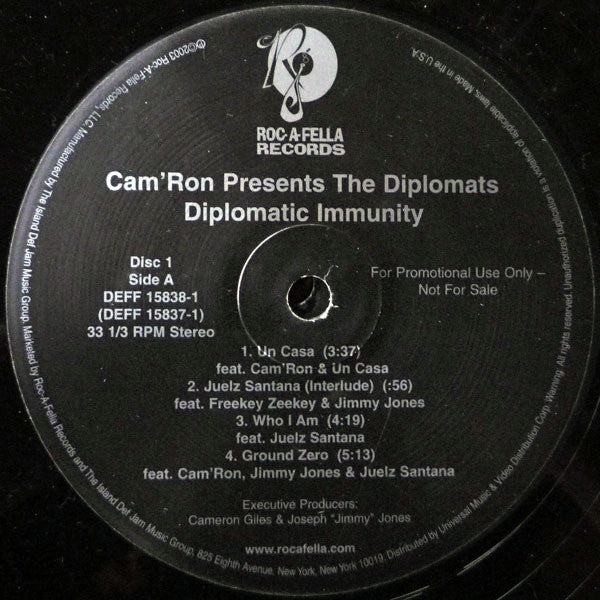 ROC-A-FELLA
RECORDS
Cam'Ron Presents The Diplomats
Diplomatic Immunity
Disc 1
Side A
DEFF 15838-1
(DEFF 15837-1)
33 1/3 RPM Stereo
For Promotional Use Only –
Not For Sale
1. Un Casa (3:37)
feat. Cam'Ron & Un Casa
2. Juelz Santana (Interlude) (:56)
feat. Freekey Zeekey & Jimmy Jones
3. Who I Am (4:19)
feat. Juelz Santana
4. Ground Zero (5:13)
feat. Cam'Ron, Jimmy Jones & Juelz Santana
Executive Producers:
Cameron Giles & Joseph "Jimmy" Jones
www.rocafella.com
℗©2003 Roc-A-Fella Records, LLC. Manufactured by The Island Def Jam Music Group. Marketed by Roc-A-Fella Records and The Island Def Jam Music Group, 825 Eighth Avenue, New York, New York 10019. Distributed by Universal Music & Video Distribution Corp. Warning: All rights reserved. Unauthorized duplication is a violation of applicable laws. Made in the U.S.A.